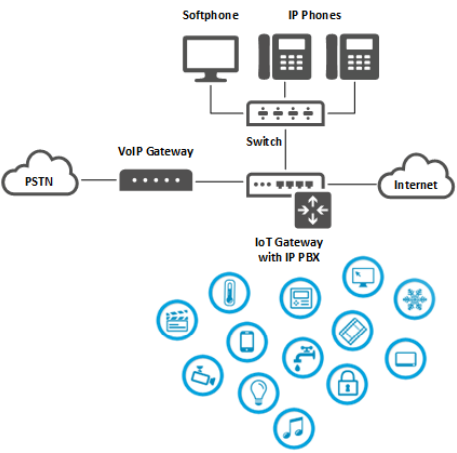 Softphone
IP Phones
Switch
VoIP Gateway
PSTN
Internet
IoT Gateway
with IP PBX